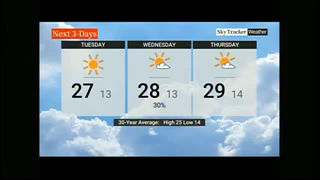 Next 3-Days
SkyTracker Weather
TUESDAY
27 13
WEDNESDAY
28 13
30%
THURSDAY
29 14
30-Year Average: High 25 Low 14